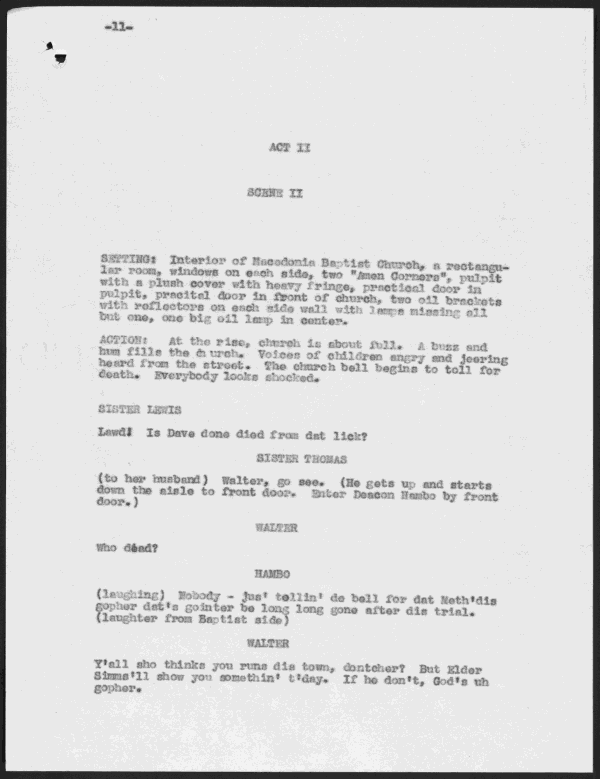 -11-
ACT II
SCENE II
SETTING: Interior of Macedonia Baptist Church, a rectangu-
lar room, windows on each side, two "Amen Corners", pulpit
with a plush cover with heavy fringe, practical door in
pulpit, pracital door in front of church, two oil brackets
with reflectors on each side wall with lamps missing all
but one, one big oil lamp in center.
ACTION: At the rise, church is about full. A buzz and
hum fills the church. Voices of children angry and jeering
heard from the street. The church bell begins to toll for
death. Everybody looks shocked.
SISTER LEWIS
Lawd! Is Dave done died from dat lick?
SISTER THOMAS
(to her husband) Walter, go see. (He gets up and starts
down the aisle to front door. Enter Deacon Hambo by front
door.)
WALTER
Who dead?
HAMBO
(laughing) Nobody - jus' tollin' de bell for dat Meth'dis
gopher dat's gointer be long long gone after dis trial.
(laughter from Baptist side)
WALTER
Y'all sho thinks you runs dis town, dontcher? But Elder
Simms'll show you somethin' t'day. If he don't, God's uh
gopher.